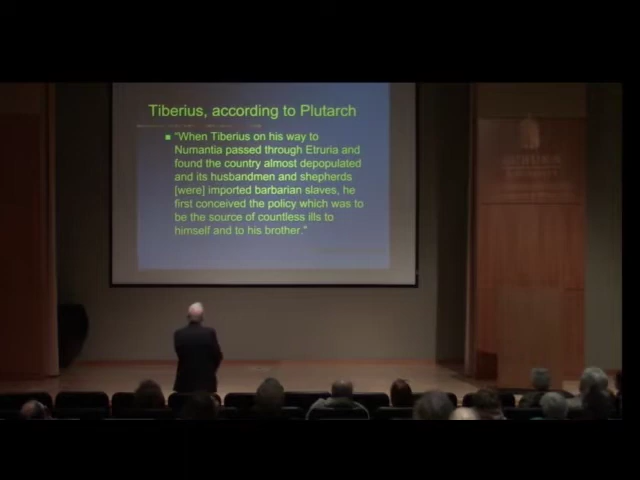 Tiberius, according to Plutarch
"When Tiberius on his way to
Numantia passed through Etruria and
found the country almost depopulated
and its husbandmen and shepherds
[were] imported barbarian slaves, he
first conceived the policy which was to
be the source of countless ills to
himself and to his brother."